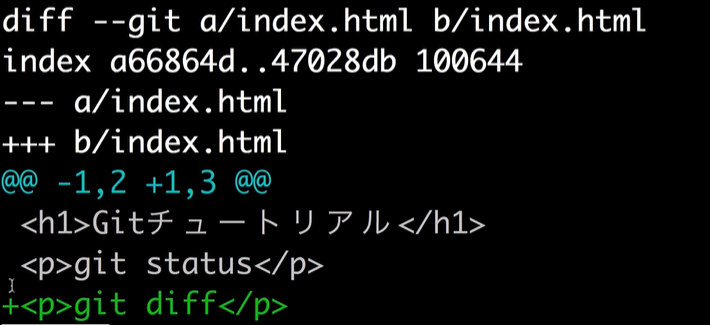 diff --git a/index.html b/index.html
index a66864d..47028db 100644
--- a/index.html
+++ b/index.html
@@ -1,2 +1,3 @@
 <h1>Gitチュートリアル</h1>
 <p>git status</p>
+<p>git diff</p>